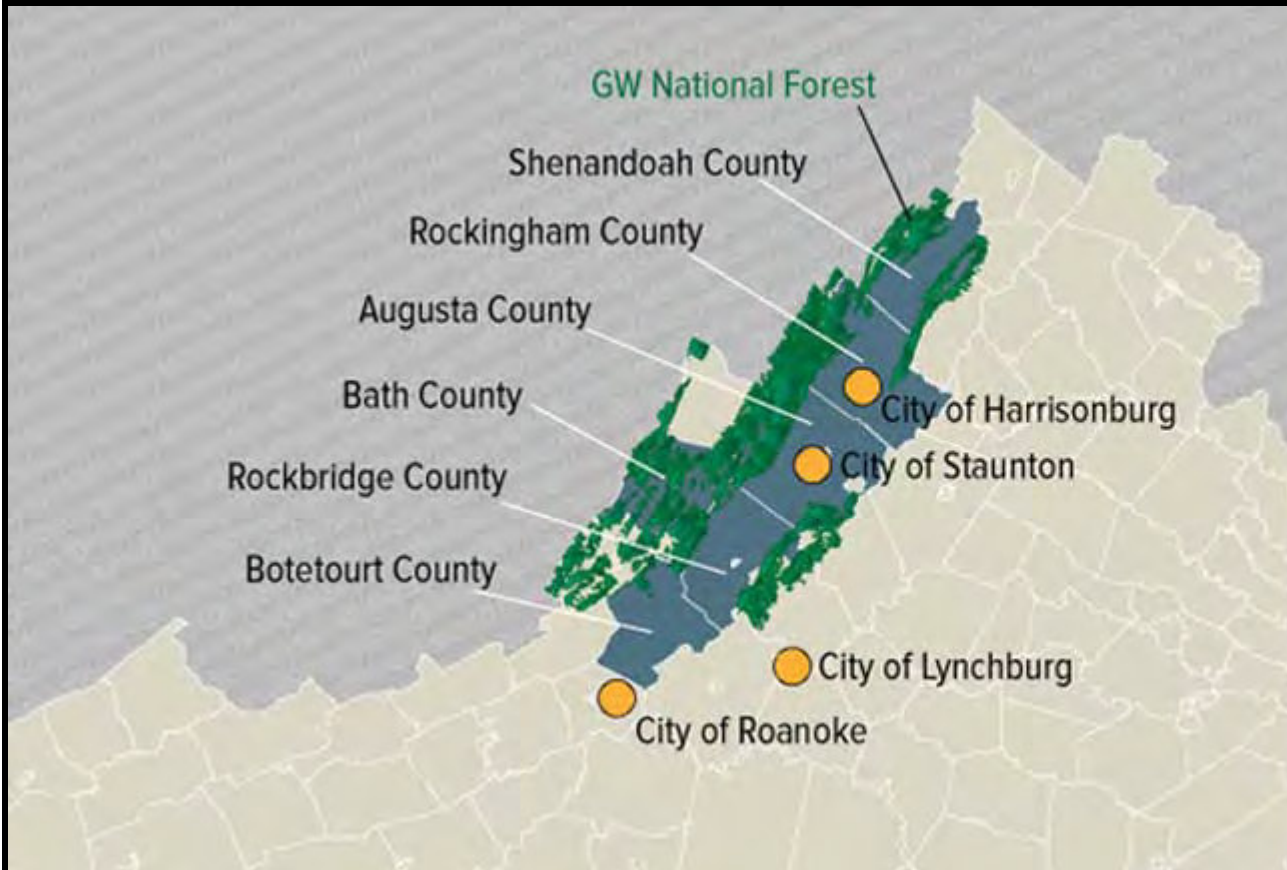 GW National Forest
Shenandoah County
Rockingham County
Augusta County
Bath County
City of Harrisonburg
City of Staunton
Rockbridge County
Botetourt County
City of Lynchburg
City of Roanoke